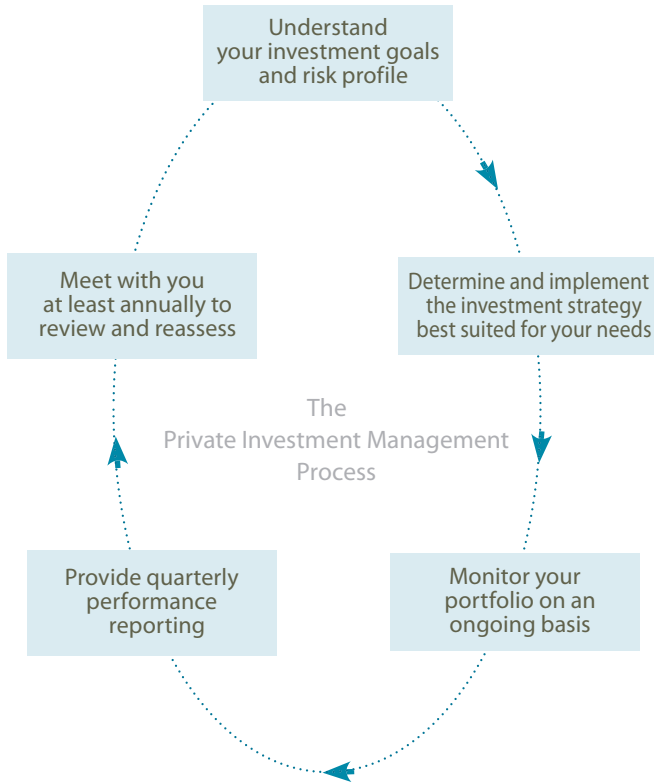 Understand
your investment goals
and risk profile
Determine and implement
the investment strategy
best suited for your needs
Monitor your
portfolio on an
ongoing basis
Provide quarterly
performance
reporting
Meet with you
at least annually to
review and reassess
The
Private Investment Management
Process